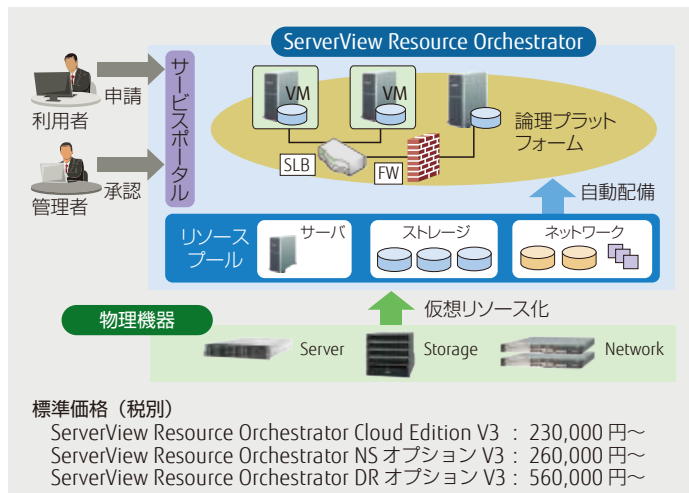 ServerView Resource Orchestrator
利用者
申請
管理者
承認
サービスポータル
VM
VM
SLB
FW
論理プラット
フォーム
自動配備
リソース
プール
サーバ
ストレージ
ネットワーク
仮想リソース化
物理機器
Server
Storage
Network
標準価格（税別）
ServerView Resource Orchestrator Cloud Edition V3 : 230,000 円～
ServerView Resource Orchestrator NS オプション V3 : 260,000 円～
ServerView Resource Orchestrator DR オプション V3 : 560,000 円～